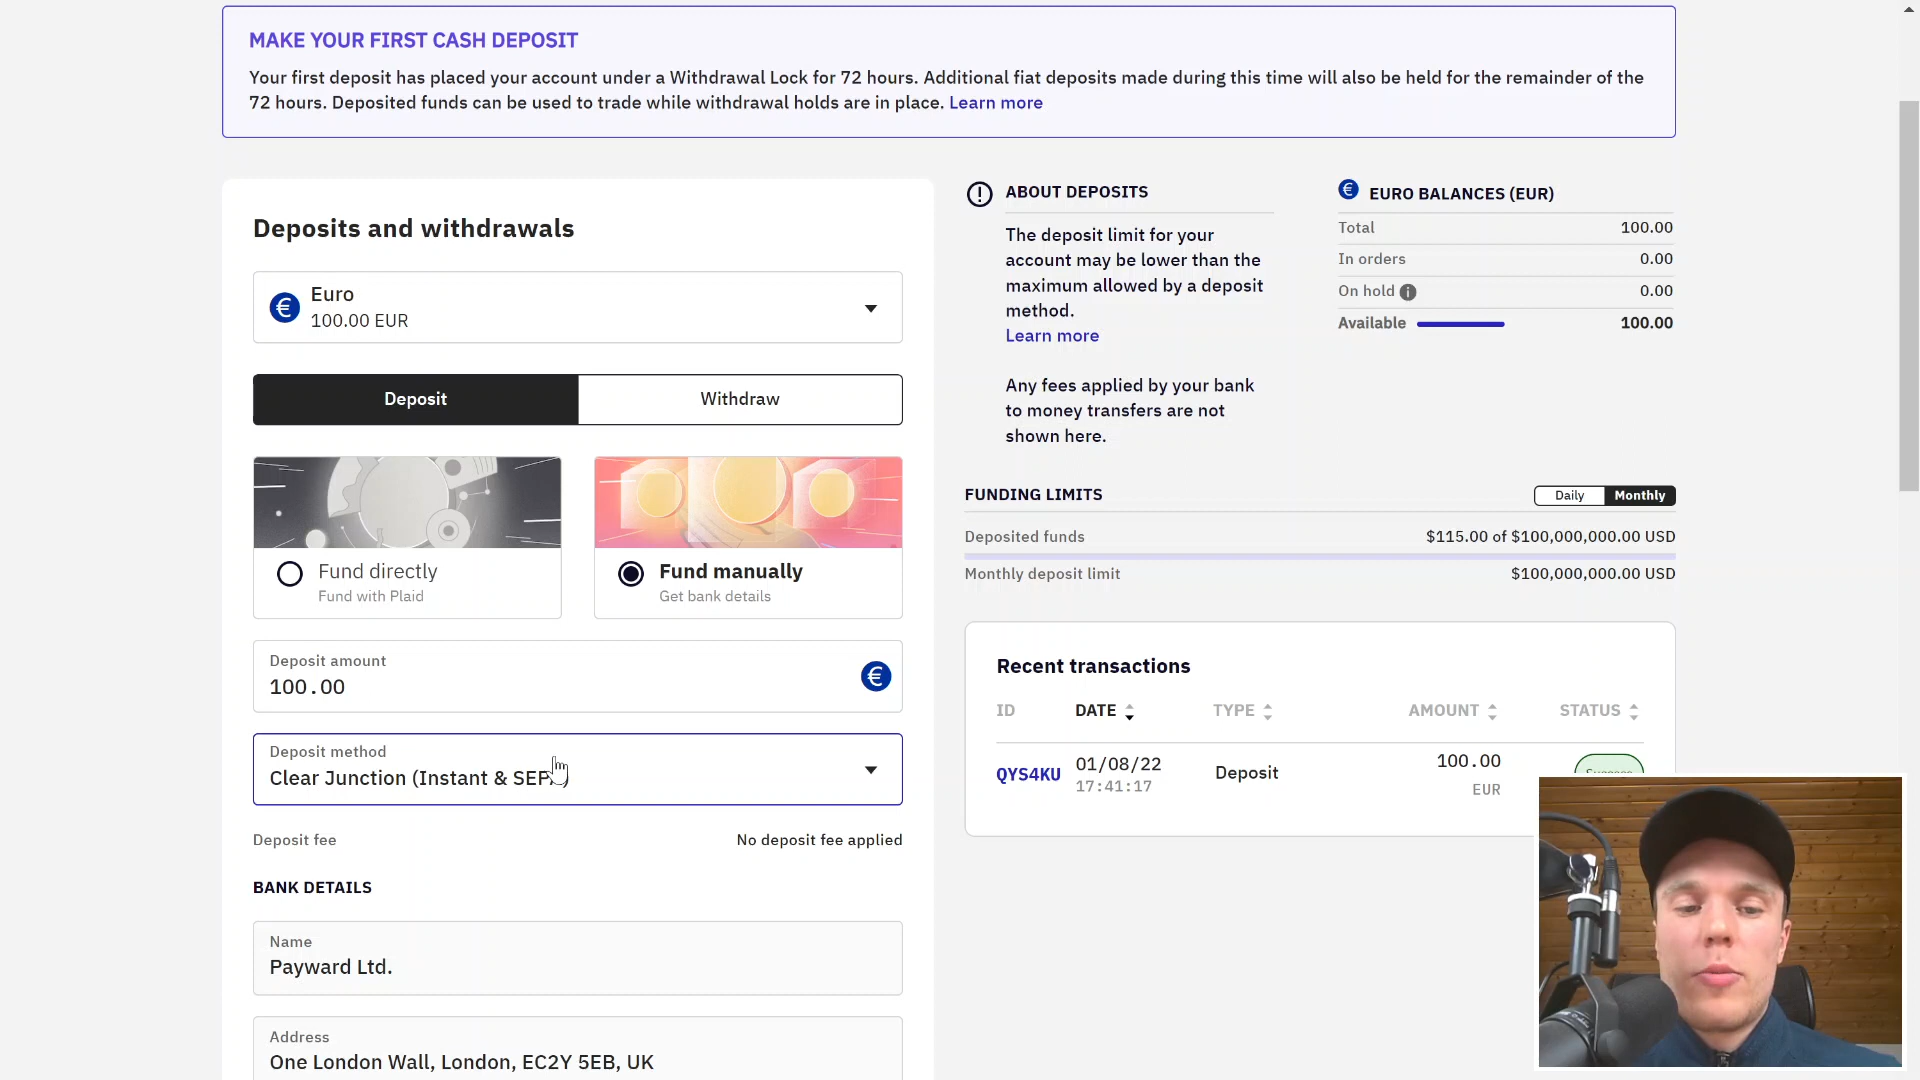 MAKE YOUR FIRST CASH DEPOSIT
Your first deposit has placed your account under a Withdrawal Lock for 72 hours. Additional fiat deposits made during this time will also be held for the remainder of the
72 hours. Deposited funds can be used to trade while withdrawal holds are in place. Learn more
Deposits and withdrawals
Euro
100.00 EUR
Deposit
Withdraw
Fund directly
Fund with Plaid
Fund manually
Get bank details
Deposit amount
100.00
Deposit method
Clear Junction (Instant &
Deposit fee
No deposit fee applied
BANK DETAILS
Name
Payward Ltd.
Address
One London Wall, London, EC2Y 5EB, UK
ABOUT DEPOSITS
The deposit limit for your
account may be lower than the
maximum allowed by a deposit
method.
Learn more
Any fees applied by your bank
to money transfers are not
shown here.
€ EURO BALANCES (EUR)
Total 100.00
In orders 0.00
On hold 0.00
Available 100.00
FUNDING LIMITS
Daily Monthly
Deposited funds $115.00 of $100,000,000.00 USD
Monthly deposit limit $100,000,000.00 USD
Recent transactions
ID DATE TYPE AMOUNT STATUS
QYS4KU 01/08/22 Deposit 100.00
17:41:17 EUR